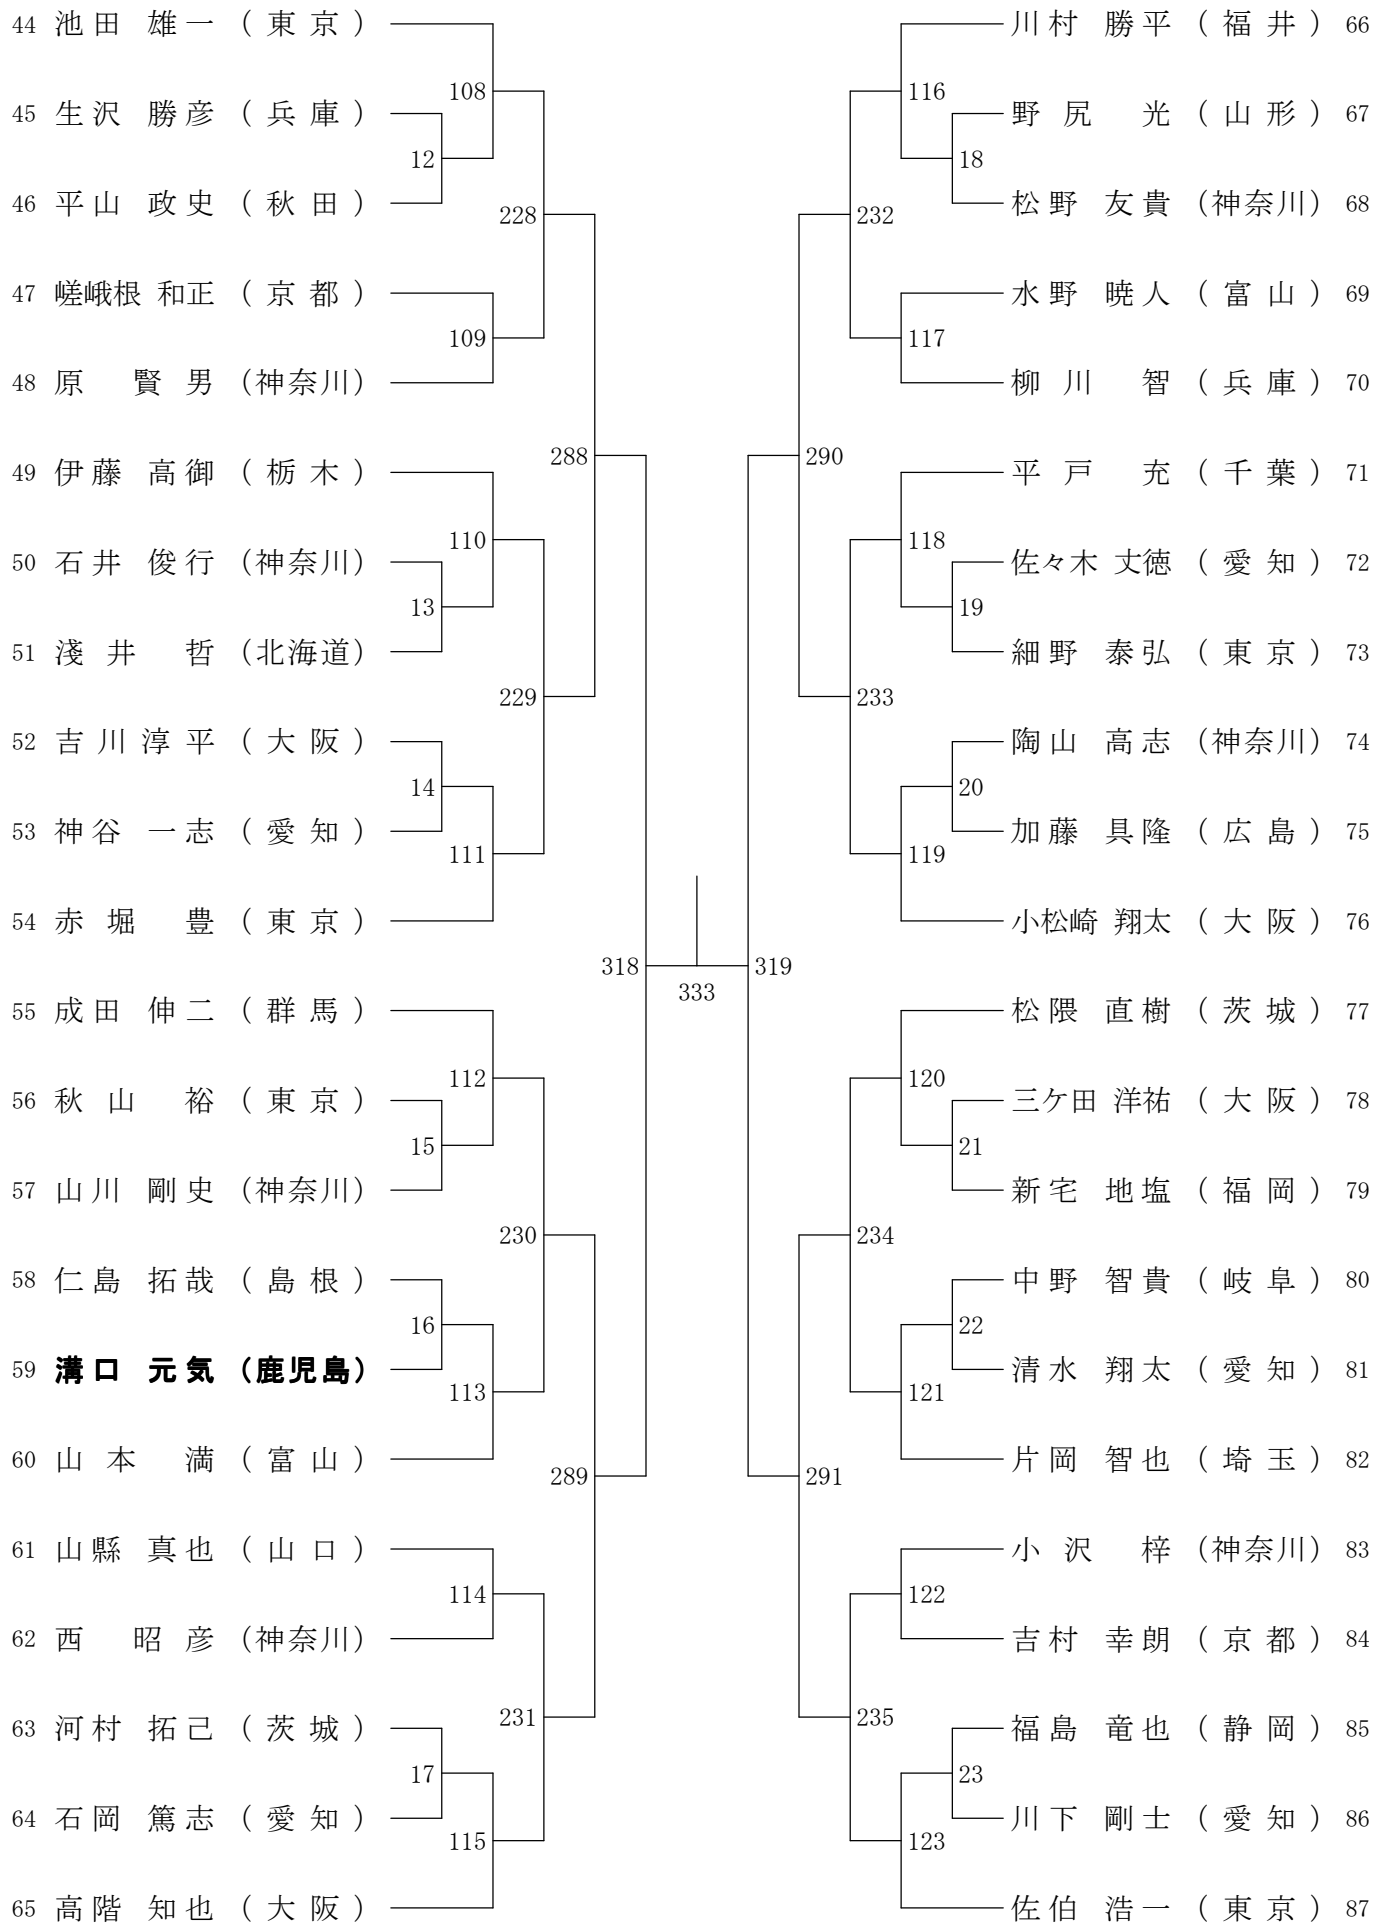 44 池田 雄一 (東京)
108
45 生沢 勝彦 (兵庫)
12
46 平山 政史 (秋田)
228
47 嵯峨根 和正 (京都)
109
48 原 賢男 (神奈川)
288
49 伊藤 高御 (栃木)
110
50 石井 俊行 (神奈川)
13
51 淺井 哲 (北海道)
229
52 吉川淳平 (大阪)
14
53 神谷 一志 (愛知)
111
54 赤堀 豊 (東京)
318
55 成田 伸二 (群馬)
112
56 秋山 裕 (東京)
15
57 山川 剛史 (神奈川)
230
58 仁島 拓哉 (島根)
16
59 溝口 元気 (鹿児島)
113
60 山本 満 (富山)
289
61 山縣 真也 (山口)
114
62 西 昭彦 (神奈川)
231
63 河村 拓己 (茨城)
17
64 石岡 篤志 (愛知)
115
65 高階 知也 (大阪)
333
川村 勝平 (福井) 66
116
野尻 光 (山形) 67
18
松野 友貴 (神奈川) 68
232
水野 暁人 (富山) 69
117
柳川 智 (兵庫) 70
290
平戸 充 (千葉) 71
118
佐々木 丈徳 (愛知) 72
19
細野 泰弘 (東京) 73
233
陶山 高志 (神奈川) 74
20
加藤 具隆 (広島) 75
119
小松崎 翔太 (大阪) 76
319
松隈 直樹 (茨城) 77
120
三ケ田 洋祐 (大阪) 78
21
新宅 地塩 (福岡) 79
234
中野 智貴 (岐阜) 80
22
清水 翔太 (愛知) 81
121
片岡 智也 (埼玉) 82
291
小沢 梓 (神奈川) 83
122
吉村 幸朗 (京都) 84
235
福島 竜也 (静岡) 85
23
川下 剛士 (愛知) 86
123
佐伯 浩一 (東京) 87